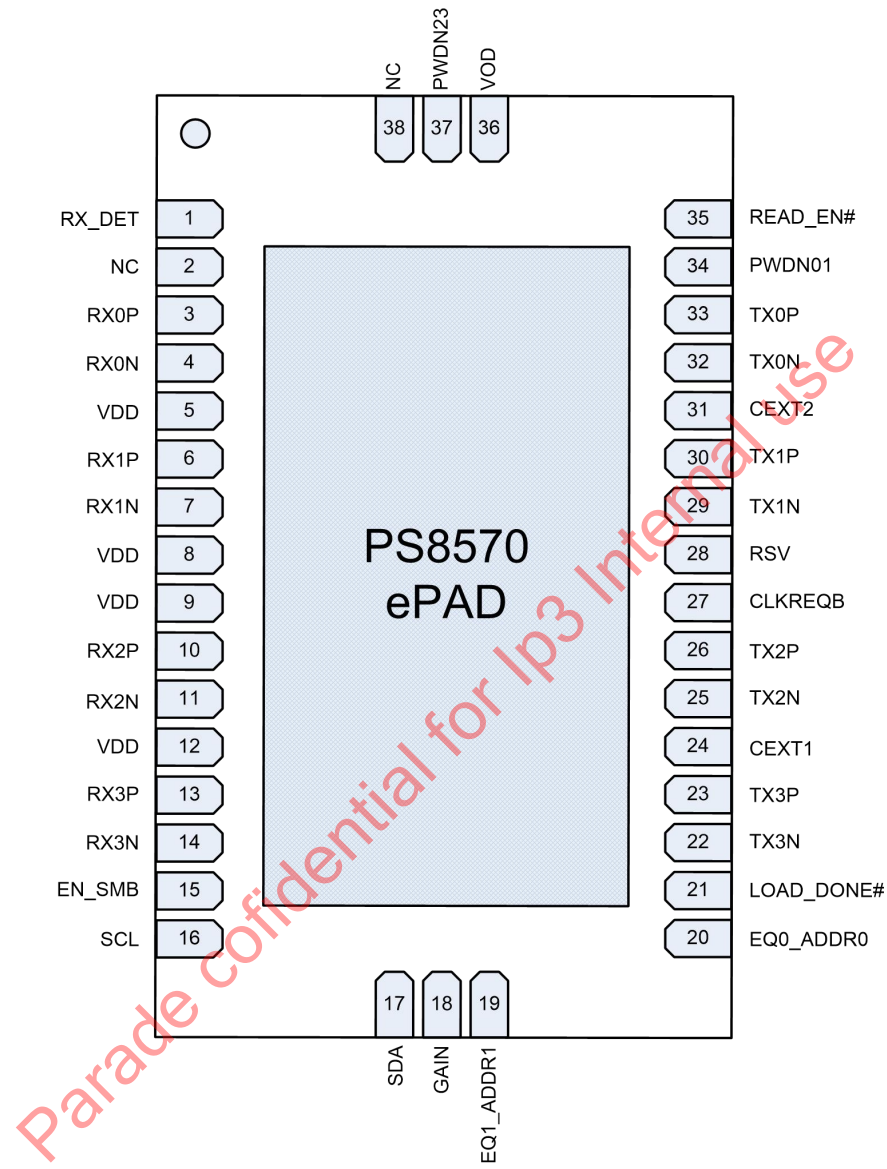 NC
PWDN23
VOD
38
37
36
RX_DET 1
35 READ_EN#
NC 2
34 PWDN01
RX0P 3
33 TX0P
RX0N 4
32 TX0N
VDD 5
31 CEXT2
RX1P 6
30 TX1P
RX1N 7
29 TX1N
VDD 8
28 RSV
VDD 9
27 CLKREQB
RX2P 10
26 TX2P
RX2N 11
25 TX2N
VDD 12
24 CEXT1
RX3P 13
23 TX3P
RX3N 14
22 TX3N
EN_SMB 15
21 LOAD_DONE#
SCL 16
20 EQ0_ADDR0
PS8570
ePAD
17
18
19
SDA
GAIN
EQ1_ADDR1
Parade cofidential for lp3 Internal use